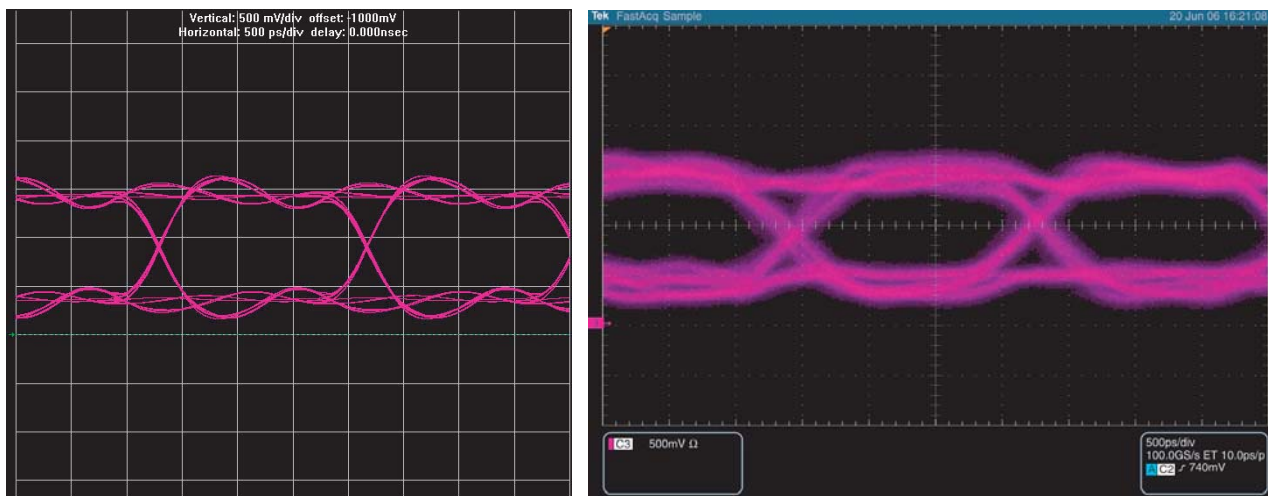 Vertical: 500 mV/div offset: -1000mV
Horizontal: 500 ps/div delay: 0.000nsec
Tek FastAcq Sample
20 Jun 06 16:21:08
C3 500mV Ω
500ps/div
100.0GS/s ET 10.0ps/p
A C2 ∫ 740mV